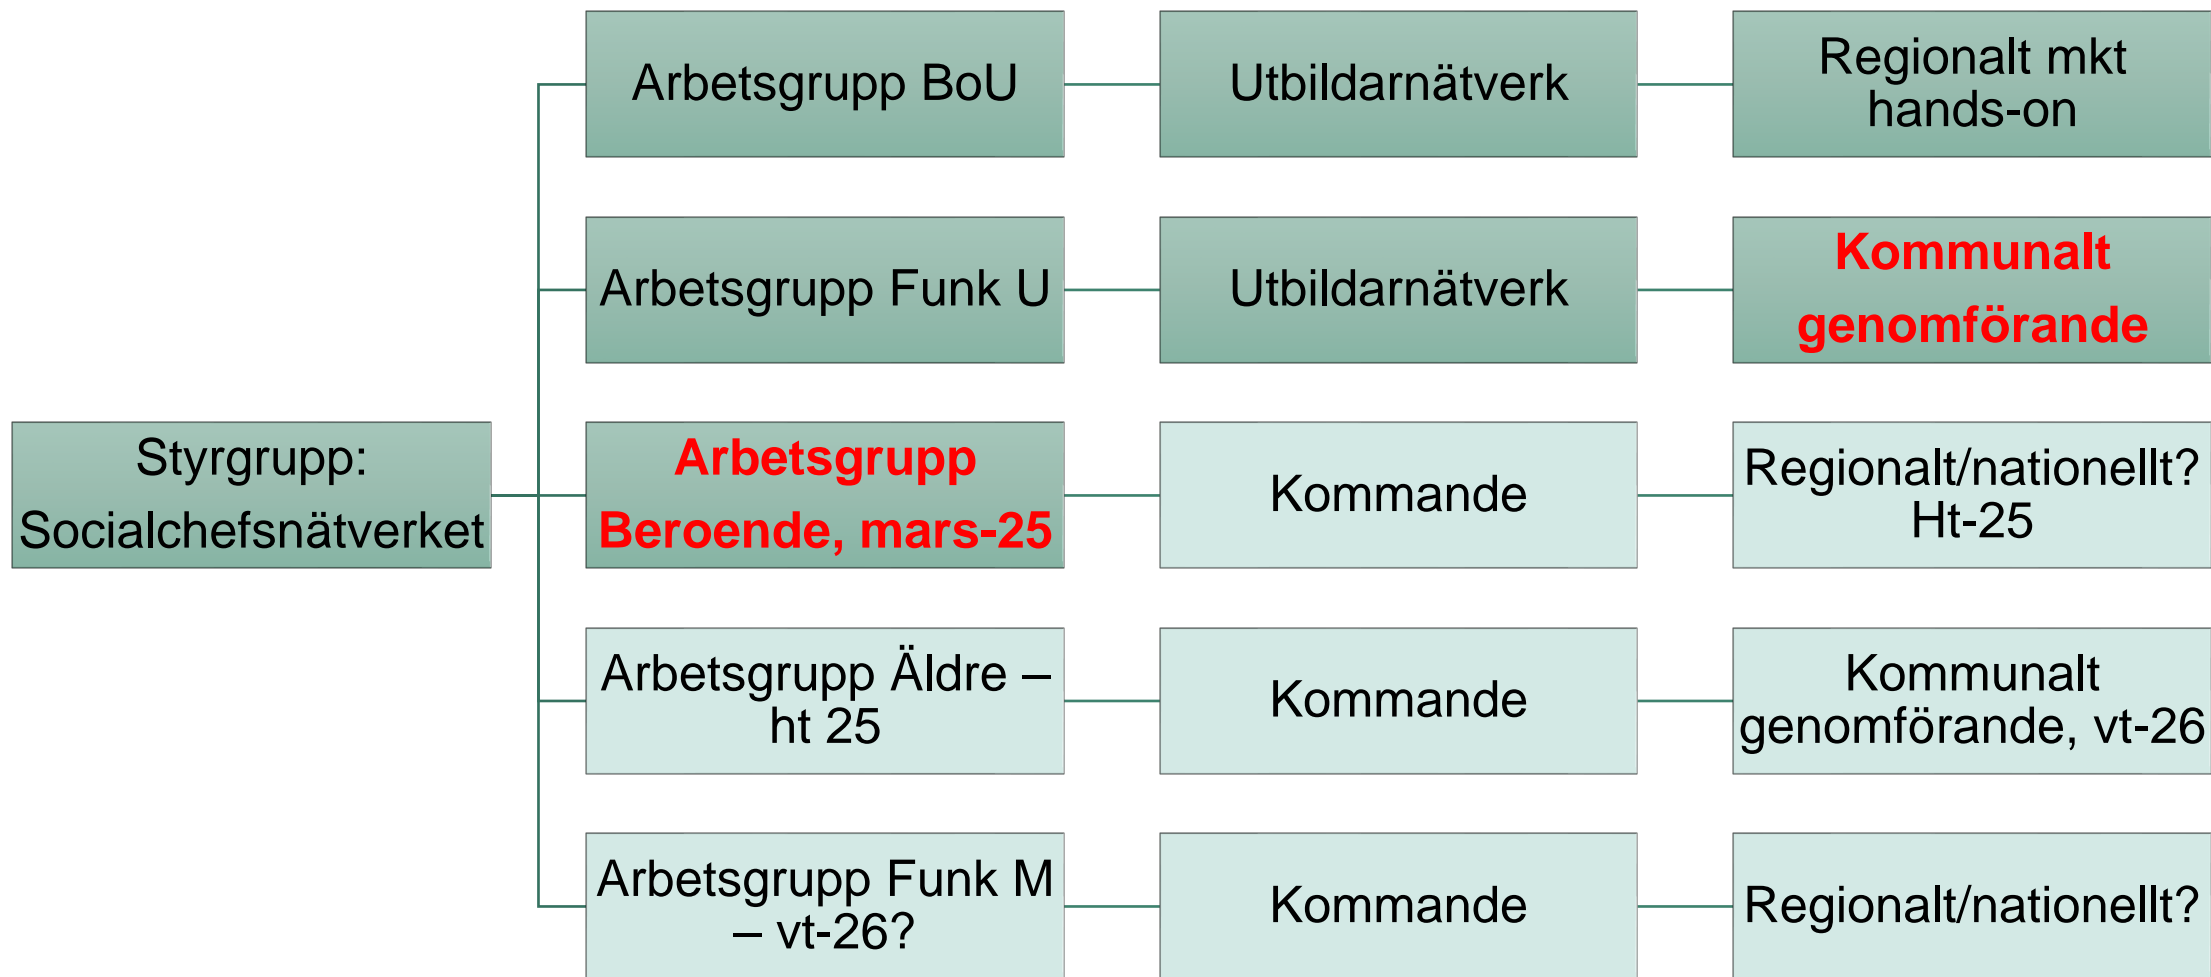 Arbetsgrupp BoU
Utbildarnätverk
Regionalt mkt
hands-on
Arbetsgrupp Funk U
Utbildarnätverk
Kommunalt
genomförande
Styrgrupp:
Socialchefsnätverket
Arbetsgrupp
Beroende, mars-25
Kommande
Regionalt/nationellt?
Ht-25
Arbetsgrupp Äldre –
ht 25
Kommande
Kommunalt
genomförande, vt-26
Arbetsgrupp Funk M
– vt-26?
Kommande
Regionalt/nationellt?